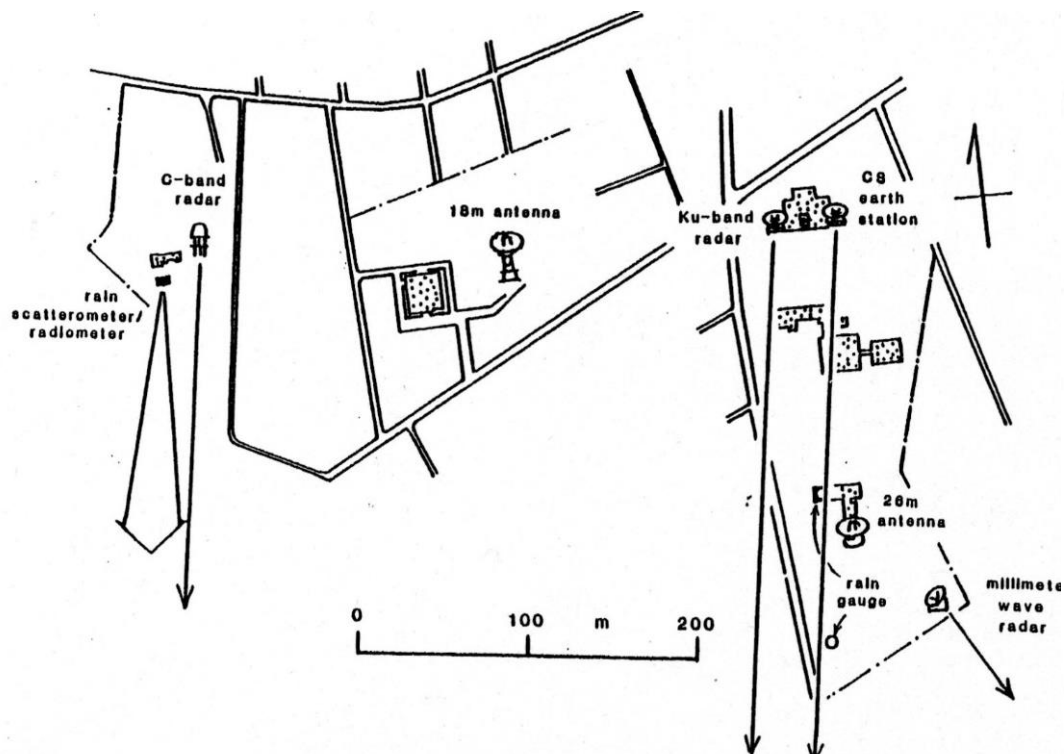 C-band
radar
rain
scatterometer/
radiometer
18m antenna
Ku-band
radar
CS
earth
station
26m
antenna
rain
gauge
millimete
wave
radar
0 100 200
m